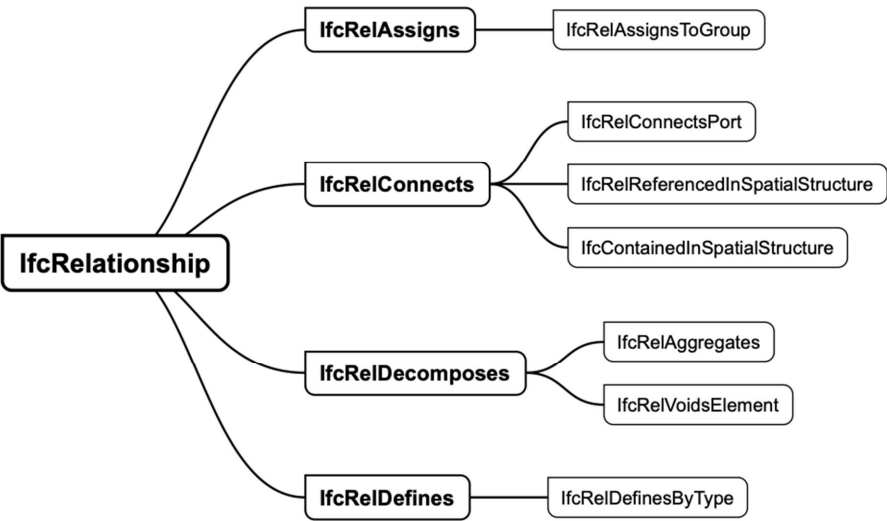 IfcRelationship
IfcRelAssigns
IfcRelAssignsToGroup
IfcRelConnects
IfcRelConnectsPort
IfcRelReferencedInSpatialStructure
IfcContainedInSpatialStructure
IfcRelDecomposes
IfcRelAggregates
IfcRelVoidsElement
IfcRelDefines
IfcRelDefinesByType